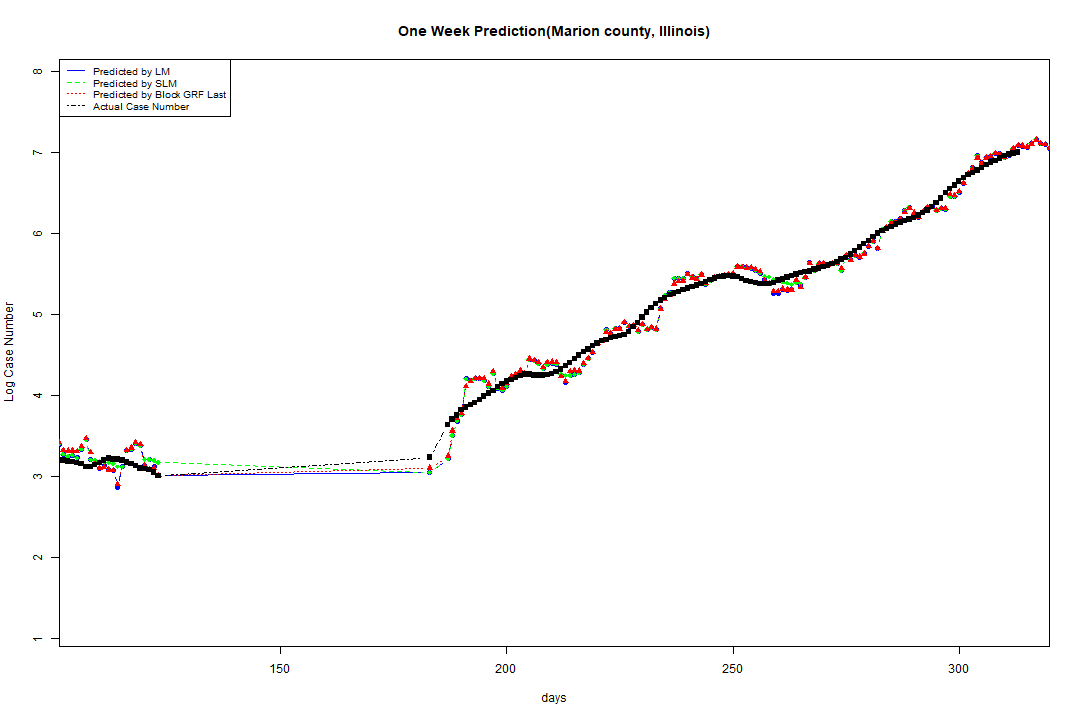 One Week Prediction(Marion county, Illinois)
Predicted by LM
Predicted by SLM
Predicted by Block GRF Last
Actual Case Number
8
7
6
5
4
3
2
1
Log Case Number
150
200
250
300
days